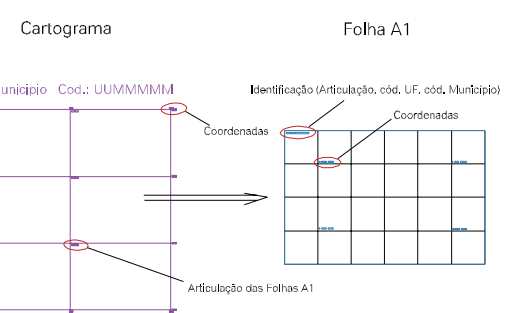 Cartograma
Folha A1
unicípio Cod.: UUMMMMM
Identificação (Articulação, cód. UF, cód. Município)
Coordenadas
Coordenadas
Articulação das Folhas A1